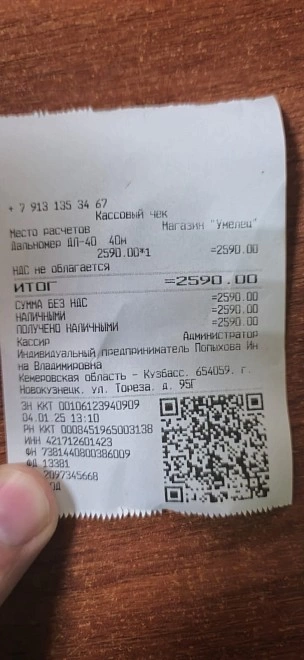 + 7 913 135 34 67
Кассовый чек
Место расчетов Магазин "Умелец"
Дальномер ДЛ-40 40м
2590.00*1 =2590.00
НДС не облагается
ИТОГ =2590.00
СУММА БЕЗ НДС =2590.00
НАЛИЧНЫМИ =2590.00
ПОЛУЧЕНО НАЛИЧНЫМИ =2590.00
Кассир Администратор
Индивидуальный предприниматель Полыхова Ин
на Владимировна
Кемеровская область - Кузбасс. 654059. г.
Новокузнецк. ул. Тореза. д. 95Г
ЗН ККТ 00106123940909
04.01.25 13:10
РН ККТ 0008451965003138
ИНН 421712601423
ФН 7381440800386009
ФД 13381
2097345668